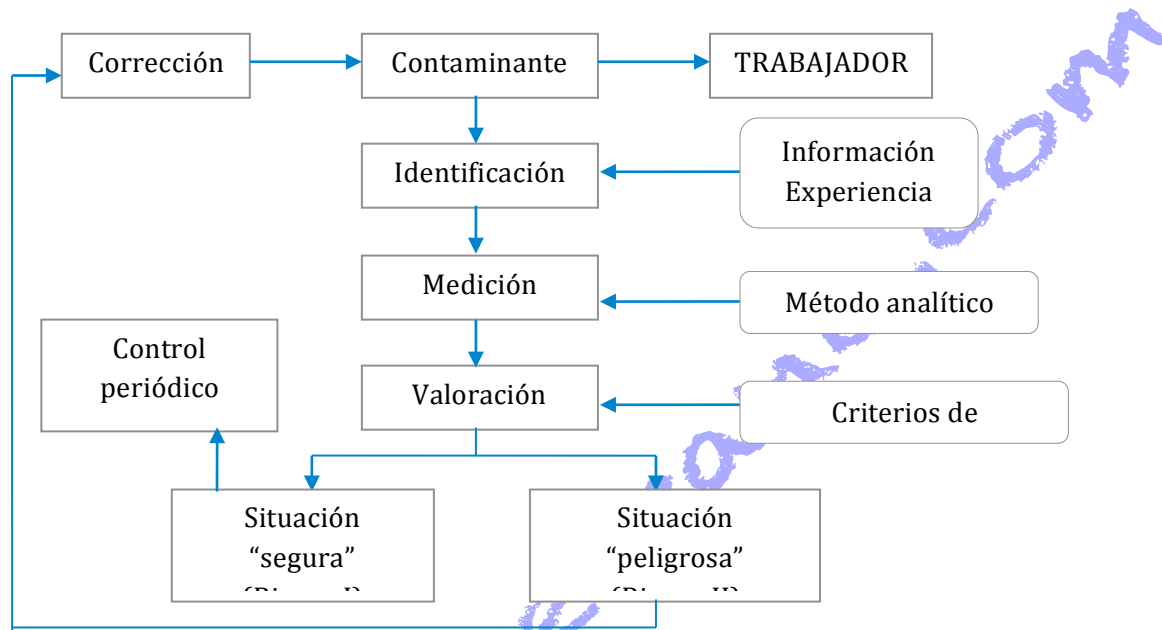 Corrección
Contaminante
TRABAJADOR
Identificación
Información
Experiencia
Medición
Método analítico
Control
periódico
Valoración
Criterios de
Situación
“segura”
Situación
“peligrosa”